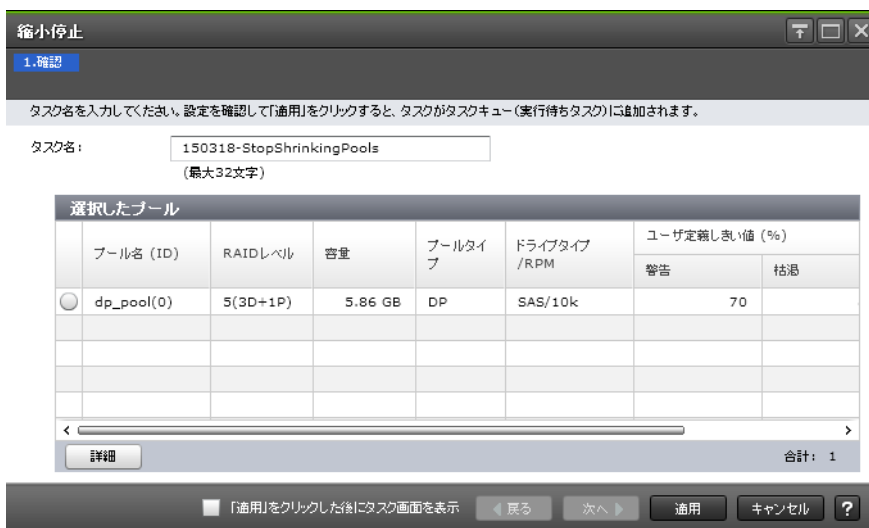 縮小停止
1.確認
タスク名を入力してください。設定を確認して「適用」をクリックすると、タスクがタスクキュー(実行待ちタスク)に追加されます。
タスク名:
150318-StopShrinkingPools
(最大32文字)
選択したプール
プール名 (ID)
RAIDレベル
容量
プールタイ
プ
ドライブタイプ
/RPM
ユーザ定義しきい値 (%)
警告
枯渇
dp_pool(0)
5(3D+1P)
5.86 GB
DP
SAS/10k
70
詳細
合計: 1
「適用」をクリックした後にタスク画面を表示
戻る
次へ
適用
キャンセル
?